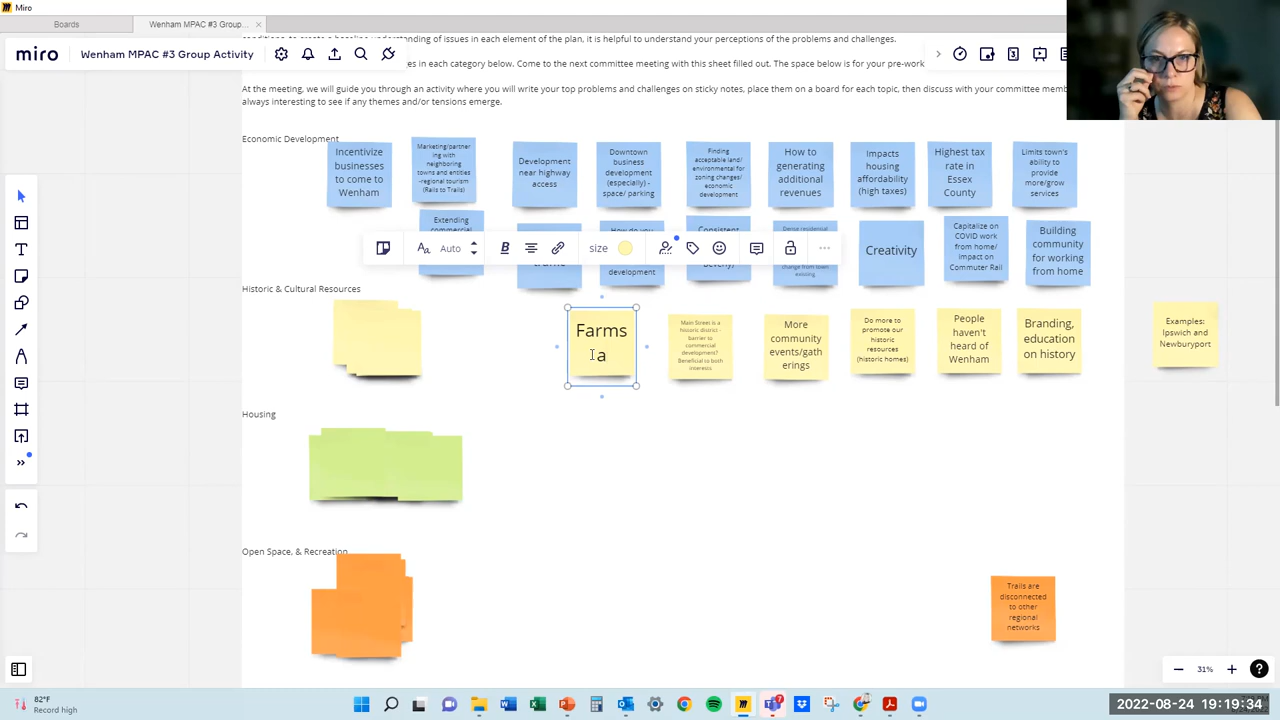 Miro
Boards
Wenham MPAC #3 Group...
miro
Wenham MPAC #3 Group Activity
conditions, to create a baseline understanding of issues in each element of the plan, it is helpful to understand your perceptions of the problems and challenges.
ges in each category below. Come to the next committee meeting with this sheet filled out. The space below is for your pre-work
At the meeting, we will guide you through an activity where you will write your top problems and challenges on sticky notes, place them on a board for each topic, then discuss with your committee memb
always interesting to see if any themes and/or tensions emerge.
Economic Development
Incentivize
businesses
to come to
Wenham
Marketing/partner
ing with
neighboring
towns and entities
-regional tourism
(Rails to Trails)
Development
near highway
access
Downtown
business
development
(especially) -
space/ parking
Finding
acceptable land/
environmental for
zoning changes/
economic
development
How to
generating
additional
revenues
Impacts
housing
affordability
(high taxes)
Highest tax
rate in
Essex
County
Limits town's
ability to
provide
more/grow
services
Extending
commercial
How do you
development
Consistent
Dense residential
change from town
existing.
Creativity
Capitalize on
COVID work
from home/
impact on
Commuter Rail
Building
community
for working
from home
Auto
B
size
Historic & Cultural Resources
Farms
a
Main Street is a
historic district -
barrier to
commercial
development?
Beneficial to both
interests
More
community
events/gath
erings
Do more to
promote our
historic
resources
(historic homes)
People
haven't
heard of
Wenham
Branding,
education
on history
Examples:
Ipswich and
Newburyport
Housing
Open Space, & Recreation
Trails are
disconnected
to other
regional
networks
31%
82°F
Record high
2022-08-24 19:19:34